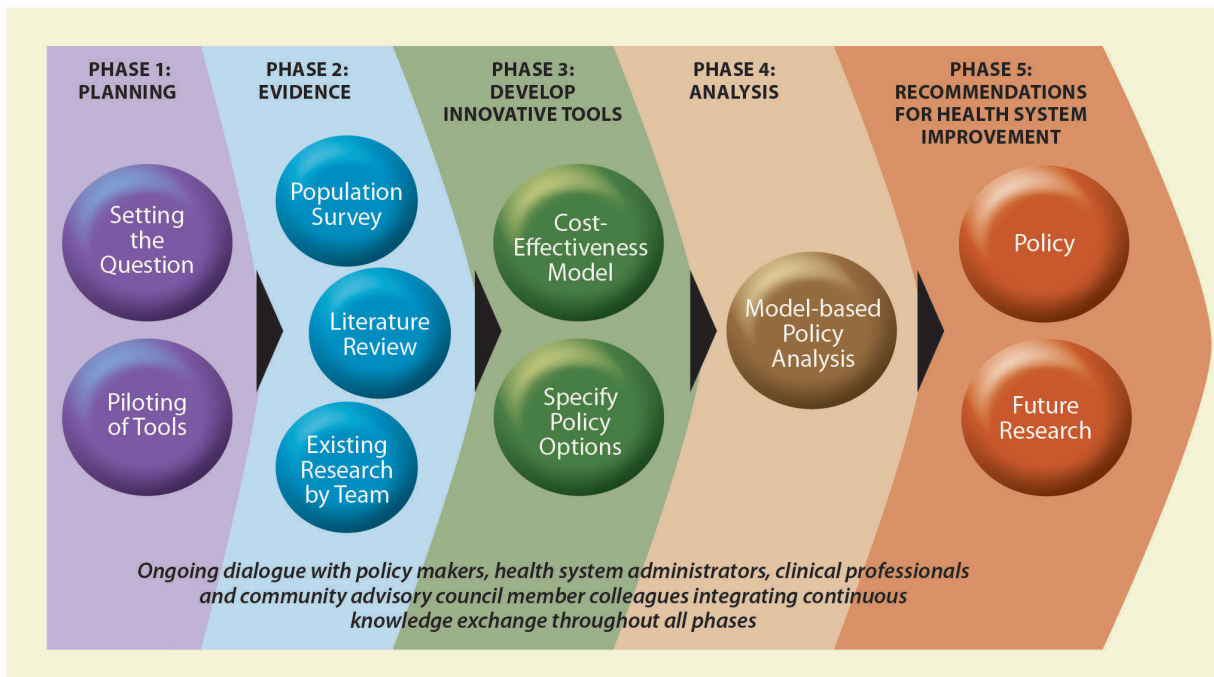 PHASE 1:
PLANNING
Setting
the
Question
Piloting
of Tools
PHASE 2:
EVIDENCE
Population
Survey
Literature
Review
Existing
Research
by Team
PHASE 3:
DEVELOP
INNOVATIVE TOOLS
Cost-
Effectiveness
Model
Specify
Policy
Options
PHASE 4:
ANALYSIS
Model-based
Policy
Analysis
PHASE 5:
RECOMMENDATIONS
FOR HEALTH SYSTEM
IMPROVEMENT
Policy
Future
Research
Ongoing dialogue with policy makers, health system administrators, clinical professionals
and community advisory council member colleagues integrating continuous
knowledge exchange throughout all phases